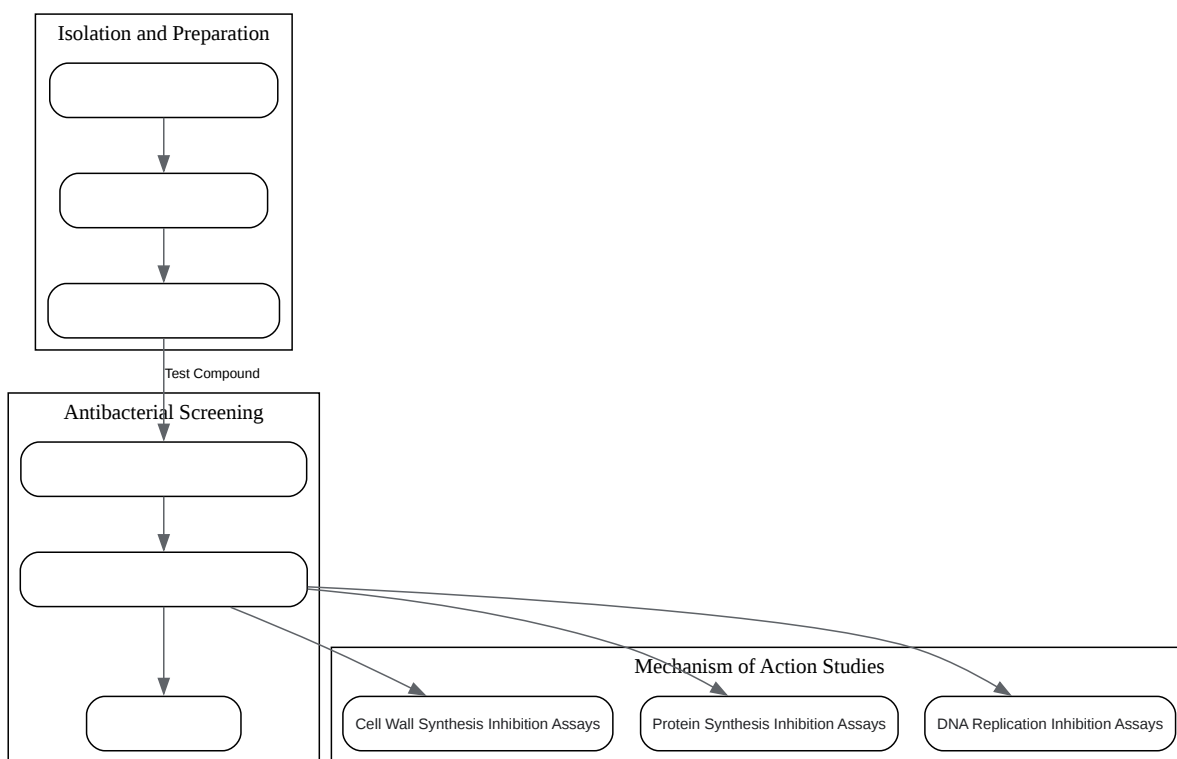 Isolation and Preparation
Test Compound
Antibacterial Screening
Mechanism of Action Studies
Cell Wall Synthesis Inhibition Assays
Protein Synthesis Inhibition Assays
DNA Replication Inhibition Assays